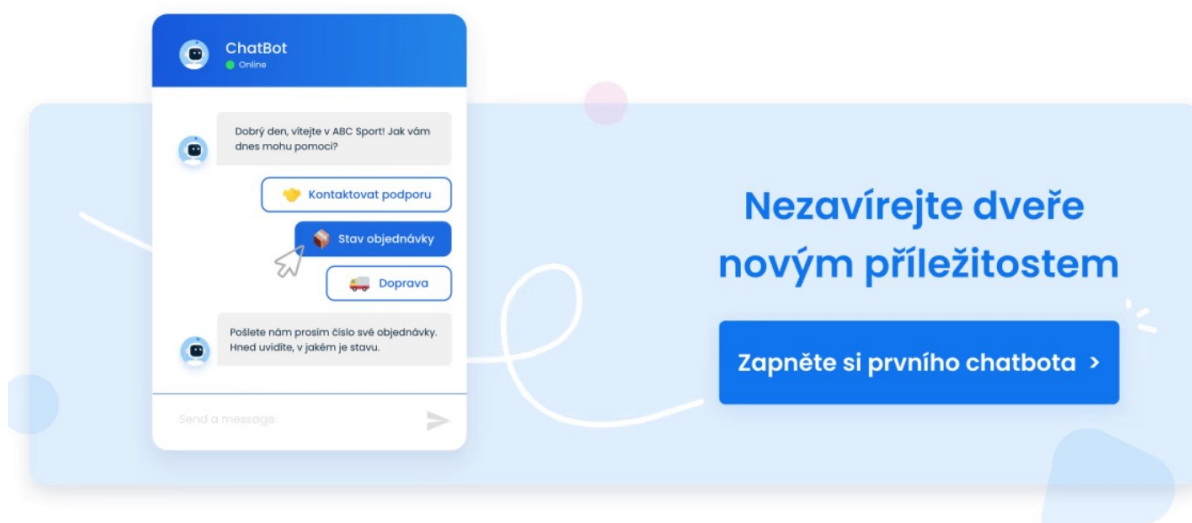 ChatBot
Online
Dobrý den, vítejte v ABC Sport! Jak vám
dnes mohu pomoci?
Kontaktovat podporu
Stav objednávky
Doprava
Pošlete nám prosím číslo své objednávky.
Hned uvidíte, v jakém je stavu.
Send a message
Nezavírejte dveře
novým příležitostem
Zapněte si prvního chatbota >